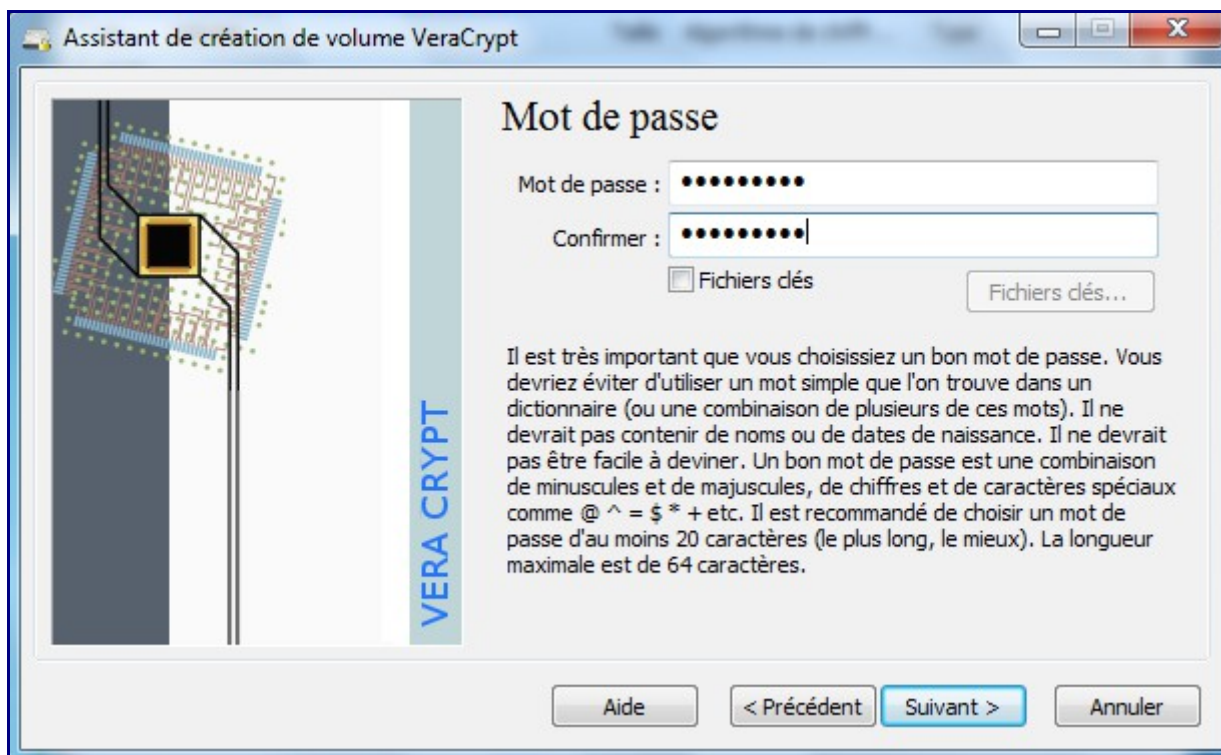 Assistant de création de volume VeraCrypt
Mot de passe
Mot de passe : •••••••••
Confirmer : •••••••••
Fichiers clés
Fichiers clés...
Il est très important que vous choisissiez un bon mot de passe. Vous
devriez éviter d'utiliser un mot simple que l'on trouve dans un
dictionnaire (ou une combinaison de plusieurs de ces mots). Il ne
devrait pas contenir de noms ou de dates de naissance. Il ne devrait
pas être facile à deviner. Un bon mot de passe est une combinaison
de minuscules et de majuscules, de chiffres et de caractères spéciaux
comme @ ^ = $ * + etc. Il est recommandé de choisir un mot de
passe d'au moins 20 caractères (le plus long, le mieux). La longueur
maximale est de 64 caractères.
VERA CRYPT
Aide
< Précédent
Suivant >
Annuler